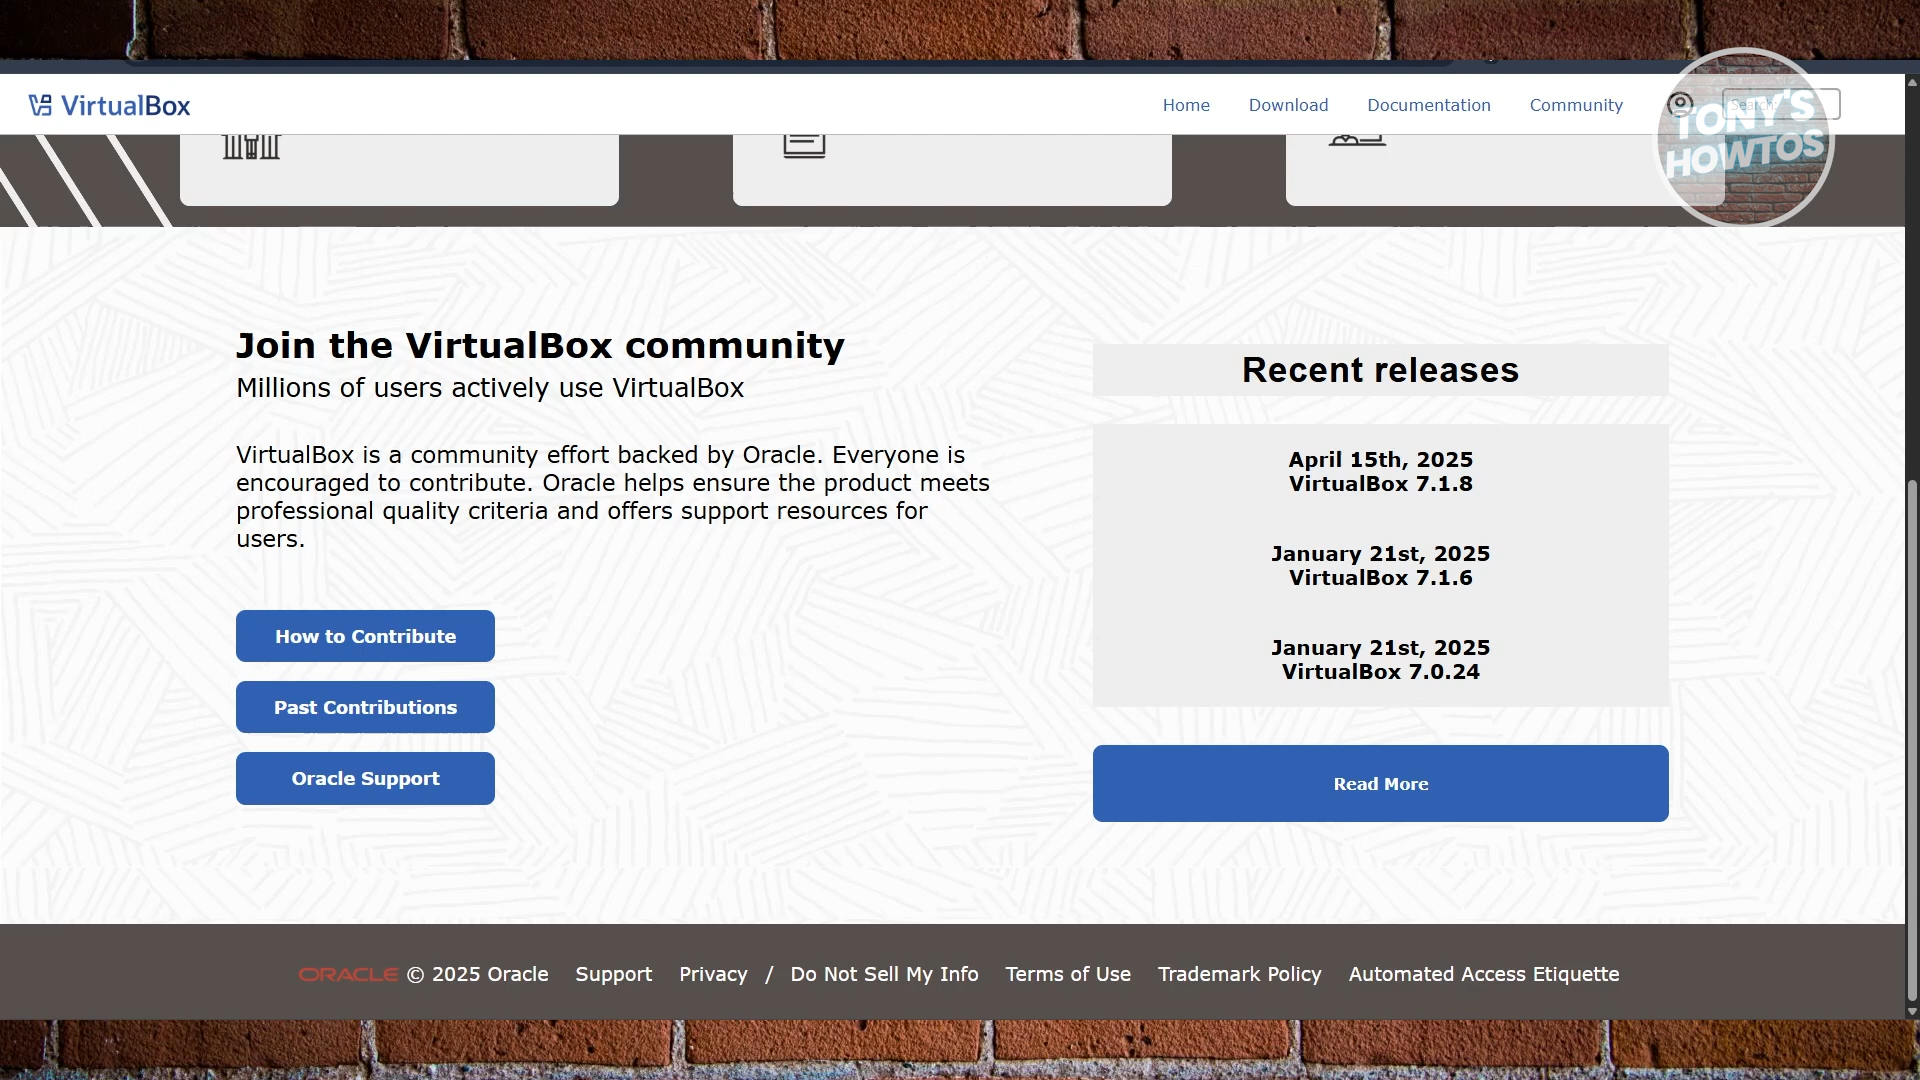 VirtualBox
Home
Download
Documentation
Community
Search:
TONY'S
HOWTOS
Join the VirtualBox community
Millions of users actively use VirtualBox
VirtualBox is a community effort backed by Oracle. Everyone is
encouraged to contribute. Oracle helps ensure the product meets
professional quality criteria and offers support resources for
users.
How to Contribute
Past Contributions
Oracle Support
Recent releases
April 15th, 2025
VirtualBox 7.1.8
January 21st, 2025
VirtualBox 7.1.6
January 21st, 2025
VirtualBox 7.0.24
Read More
ORACLE © 2025 Oracle Support Privacy / Do Not Sell My Info Terms of Use Trademark Policy Automated Access Etiquette